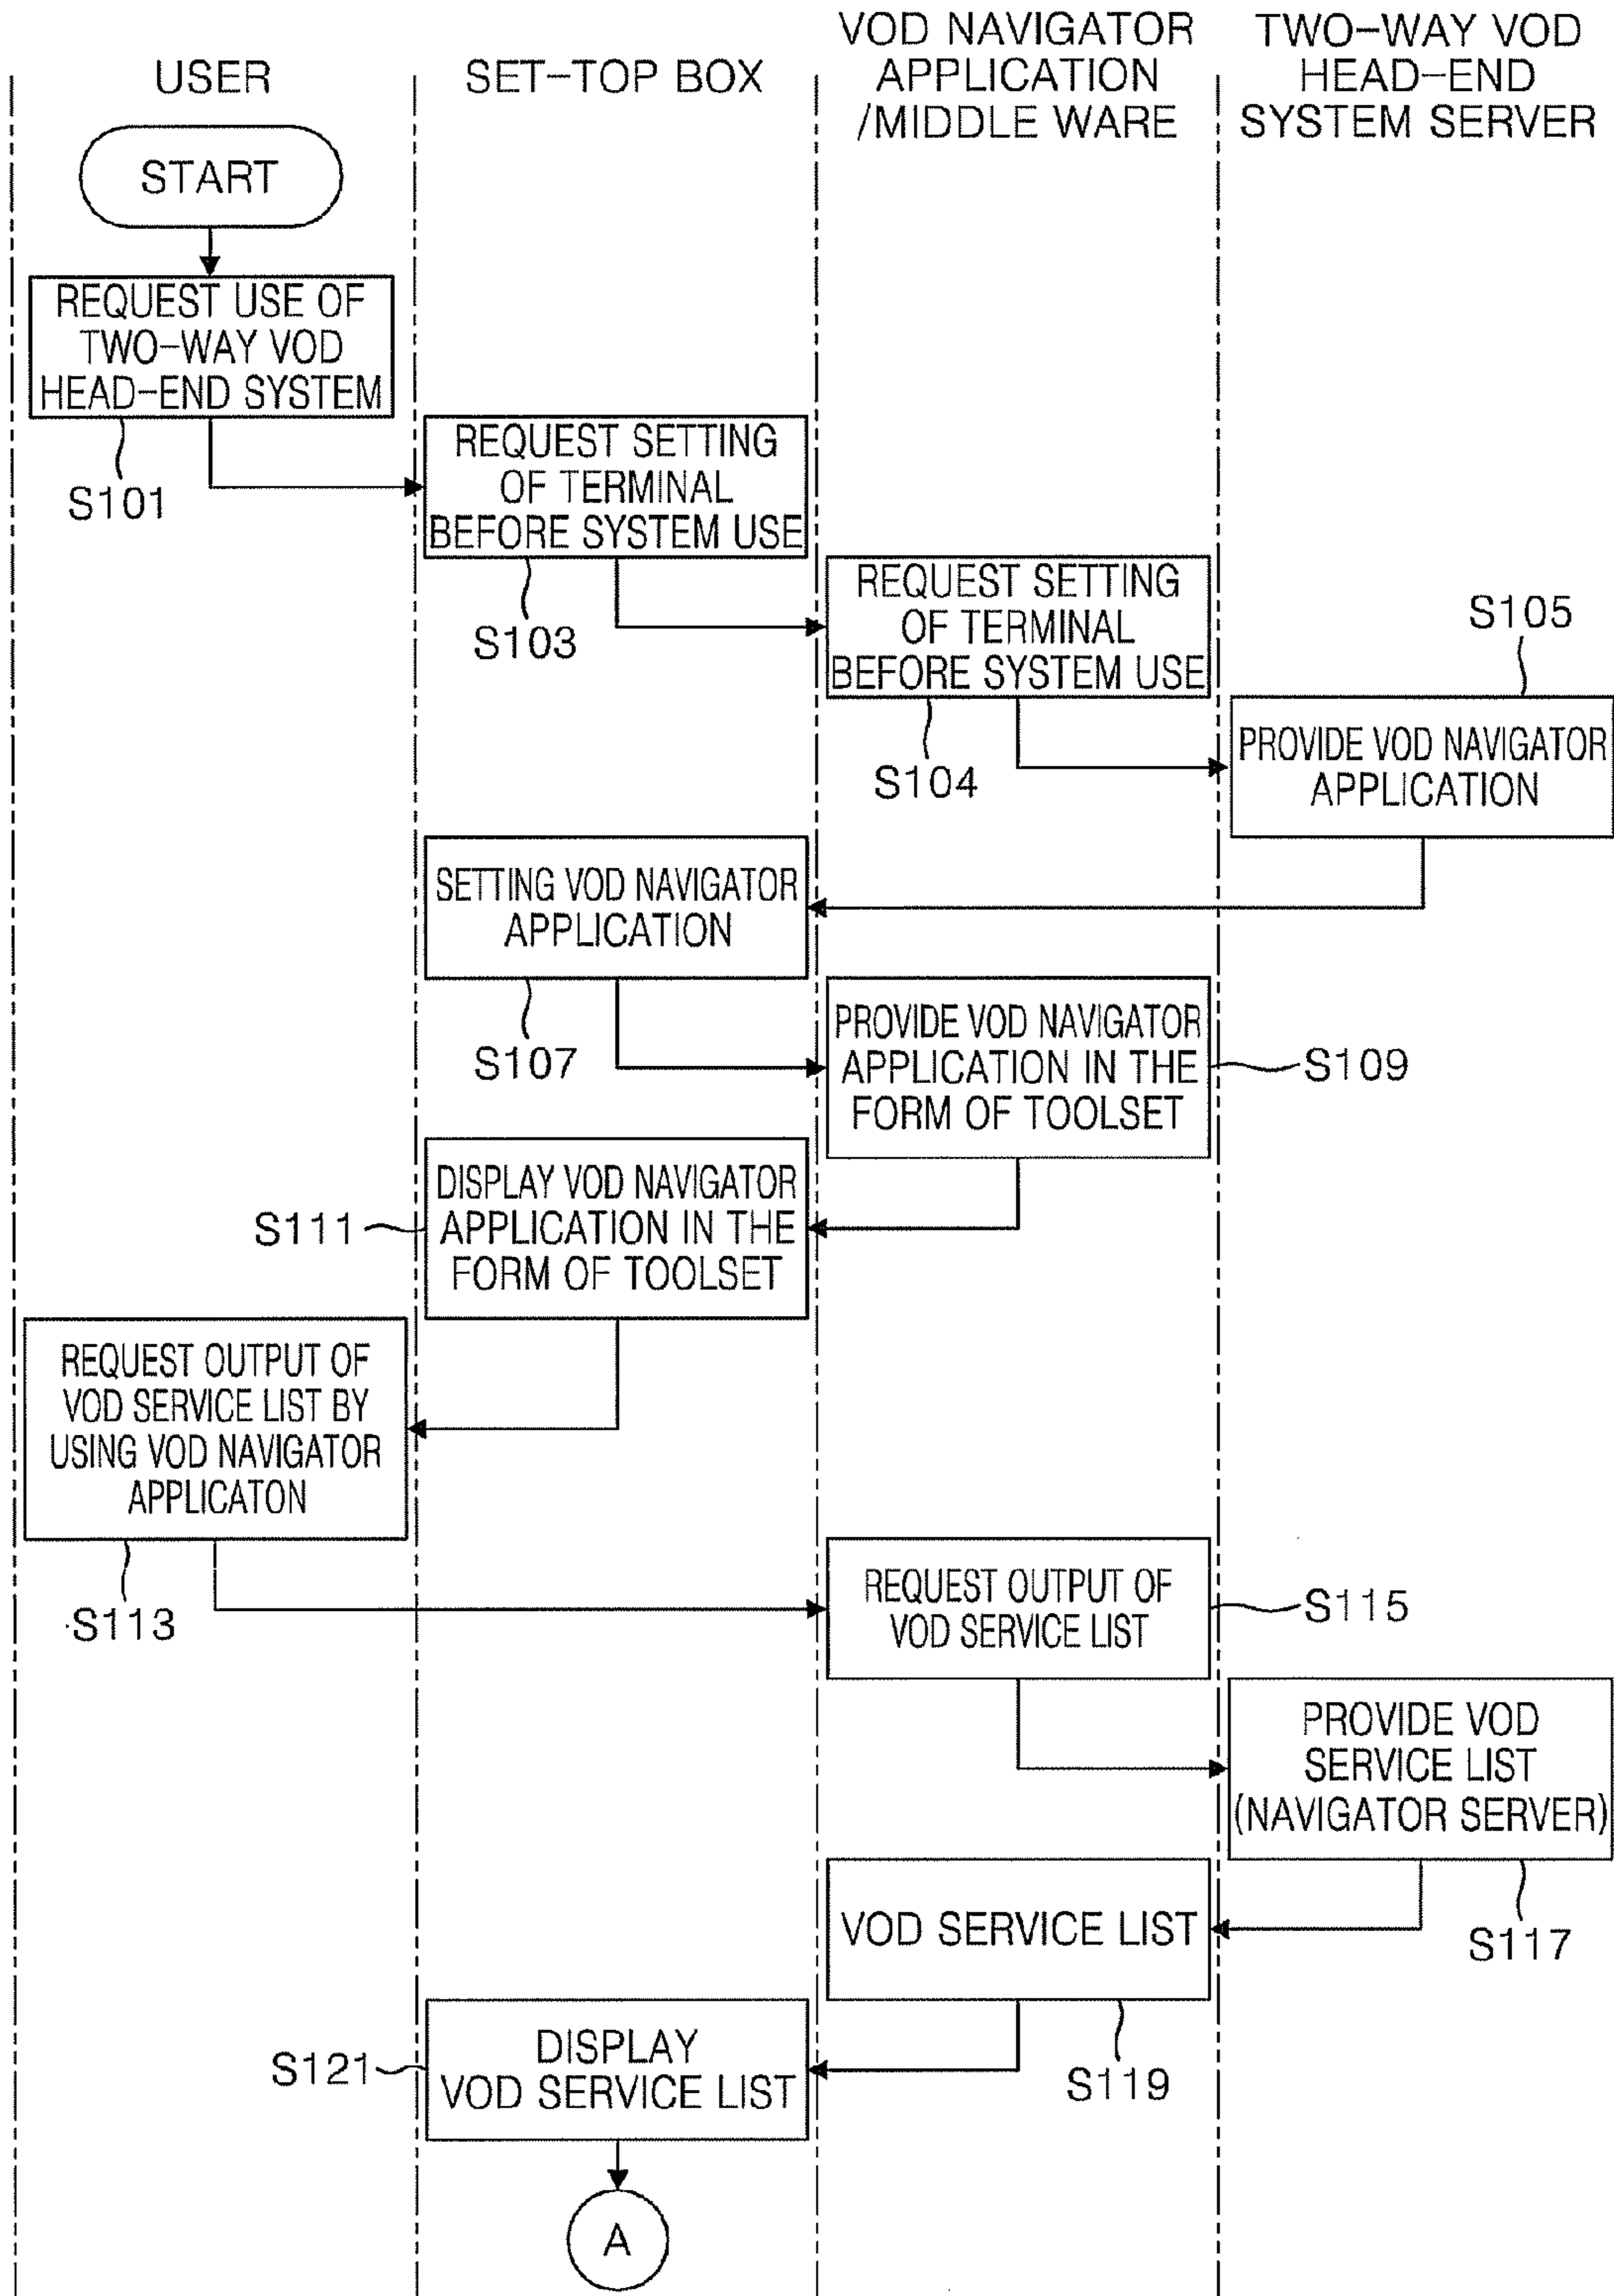 USER
SET-TOP BOX
VOD NAVIGATOR
APPLICATION
/MIDDLE WARE
TWO-WAY VOD
HEAD-END
SYSTEM SERVER
START
REQUEST USE OF
TWO-WAY VOD
HEAD-END SYSTEM
S101
REQUEST SETTING
OF TERMINAL
BEFORE SYSTEM USE
S103
REQUEST SETTING
OF TERMINAL
BEFORE SYSTEM USE
S104
S105
PROVIDE VOD NAVIGATOR
APPLICATION
SETTING VOD NAVIGATOR
APPLICATION
S107
PROVIDE VOD NAVIGATOR
APPLICATION IN THE
FORM OF TOOLSET
S109
DISPLAY VOD NAVIGATOR
APPLICATION IN THE
FORM OF TOOLSET
S111
REQUEST OUTPUT OF
VOD SERVICE LIST BY
USING VOD NAVIGATOR
APPLICATON
S113
REQUEST OUTPUT OF
VOD SERVICE LIST
S115
PROVIDE VOD
SERVICE LIST
(NAVIGATOR SERVER)
S117
VOD SERVICE LIST
S119
DISPLAY
VOD SERVICE LIST
S121
A